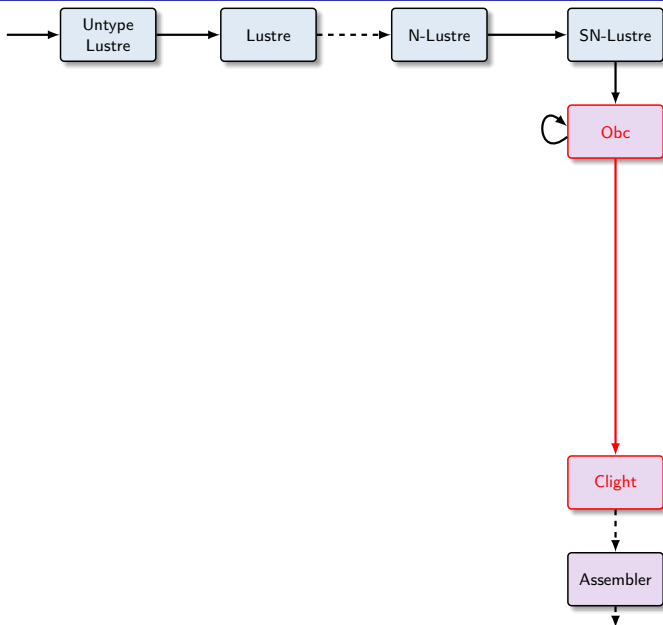 Untype
Lustre
Lustre
N-Lustre
SN-Lustre
Obc
Clight
Assembler